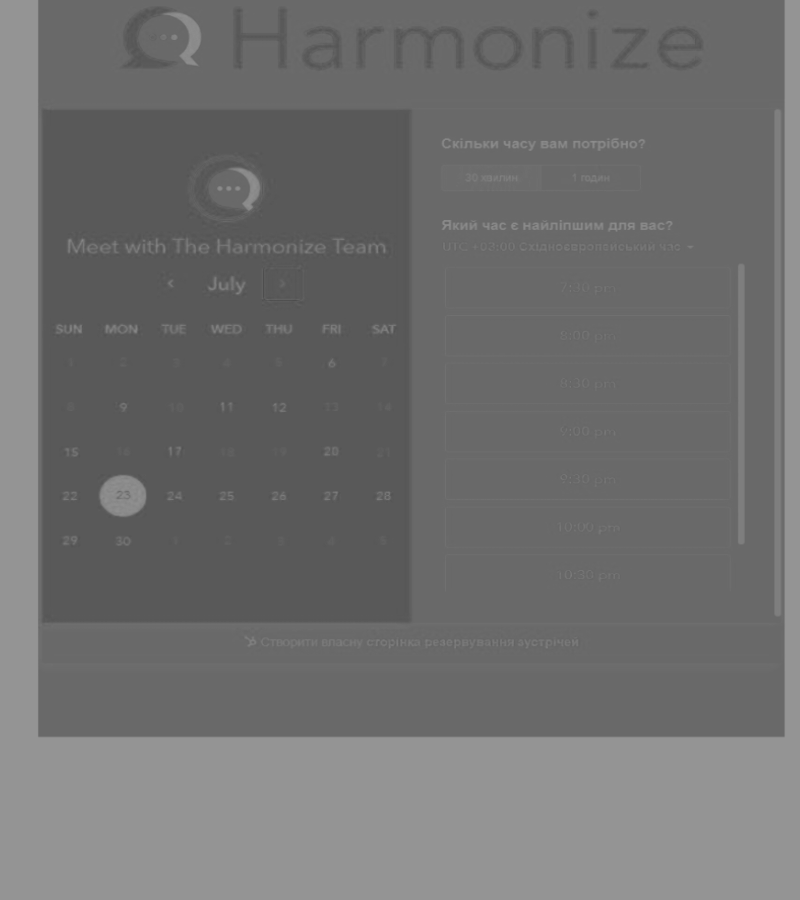 Harmonize
Meet with The Harmonize Team
July
SUN MON TUE WED THU FRI SAT
1 2 3 4 5 6 7
8 9 10 11 12 13 14
15 16 17 18 19 20 21
22 23 24 25 26 27 28
29 30 1 2 3 4 5
Скільки часу вам потрібно?
30 хвилин 1 годин
Який час є найліпшим для вас?
UTC +03:00 Східноєвропейський час
7:30 pm
8:00 pm
8:30 pm
9:00 pm
9:30 pm
10:00 pm
10:30 pm
Створити власну сторінка резервування зустрічей